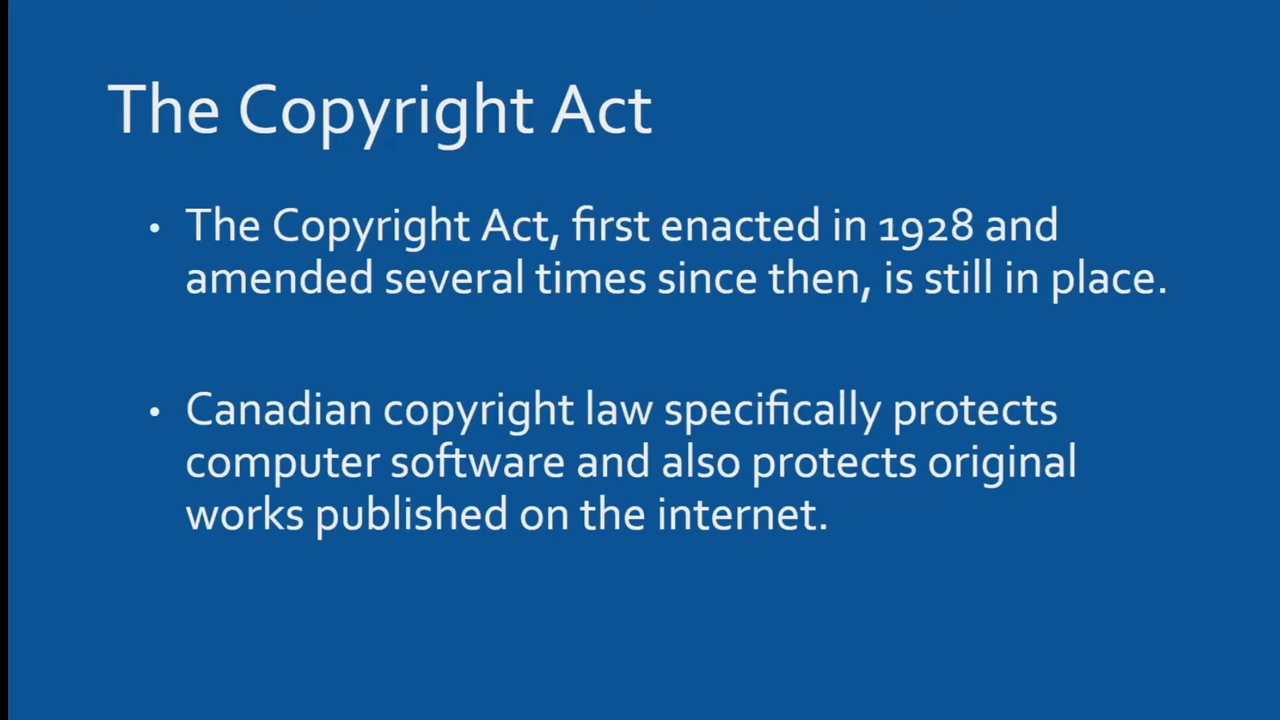 The Copyright Act
• The Copyright Act, first enacted in 1928 and
amended several times since then, is still in place.
• Canadian copyright law specifically protects
computer software and also protects original
works published on the internet.